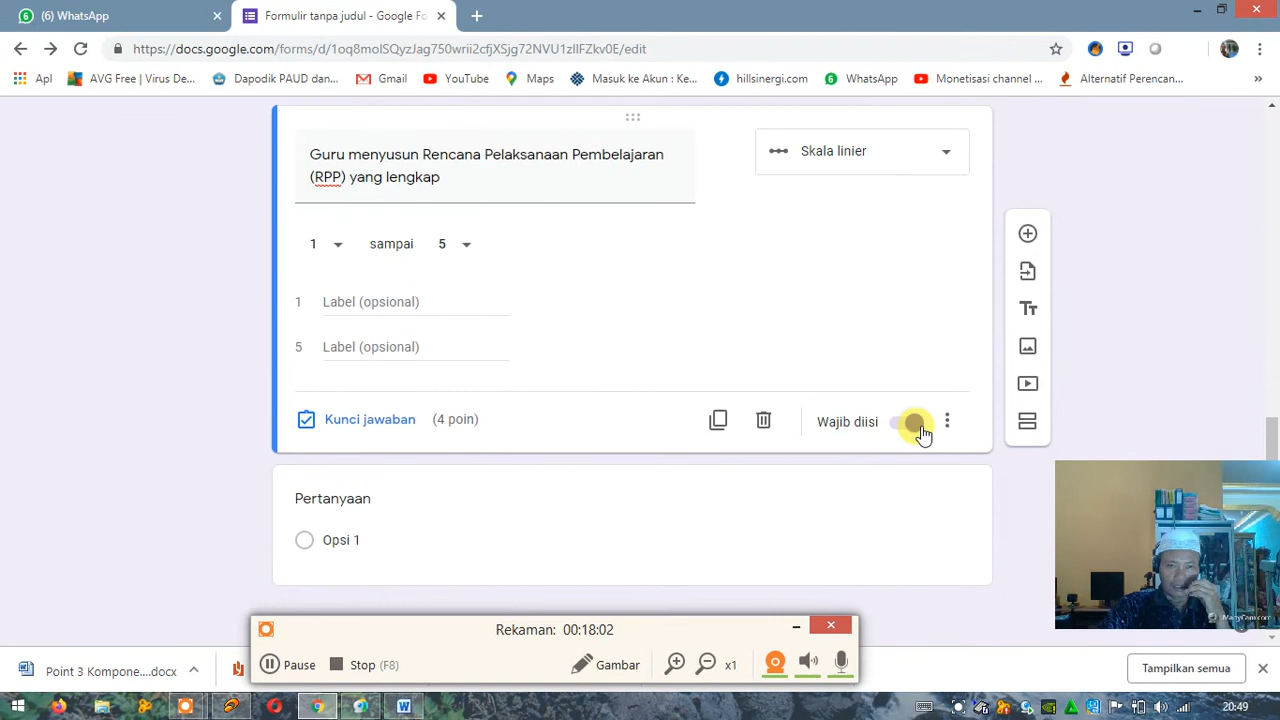 (6) WhatsApp
Formulir tanpa judul - Google Fo
https://docs.google.com/forms/d/1oq8molSQyzJag750wrii2cfjXSjg72NVU1zlIFZkv0E/edit
Apl
AVG Free | Virus De...
Dapodik PAUD dan...
Gmail
YouTube
Maps
Masuk ke Akun : Ke...
hillsinergi.com
WhatsApp
Monetisasi channel ...
Alternatif Perencan...
»
Guru menyusun Rencana Pelaksanaan Pembelajaran
(RPP) yang lengkap
Skala linier
1 sampai 5
1 Label (opsional)
5 Label (opsional)
Kunci jawaban (4 poin)
Wajib diisi
Pertanyaan
Opsi 1
Rekaman: 00:18:02
Pause
Stop (F8)
Gambar
x1
ManyCam.com
Point 3 Kompone....docx
Tampilkan semua
20:49